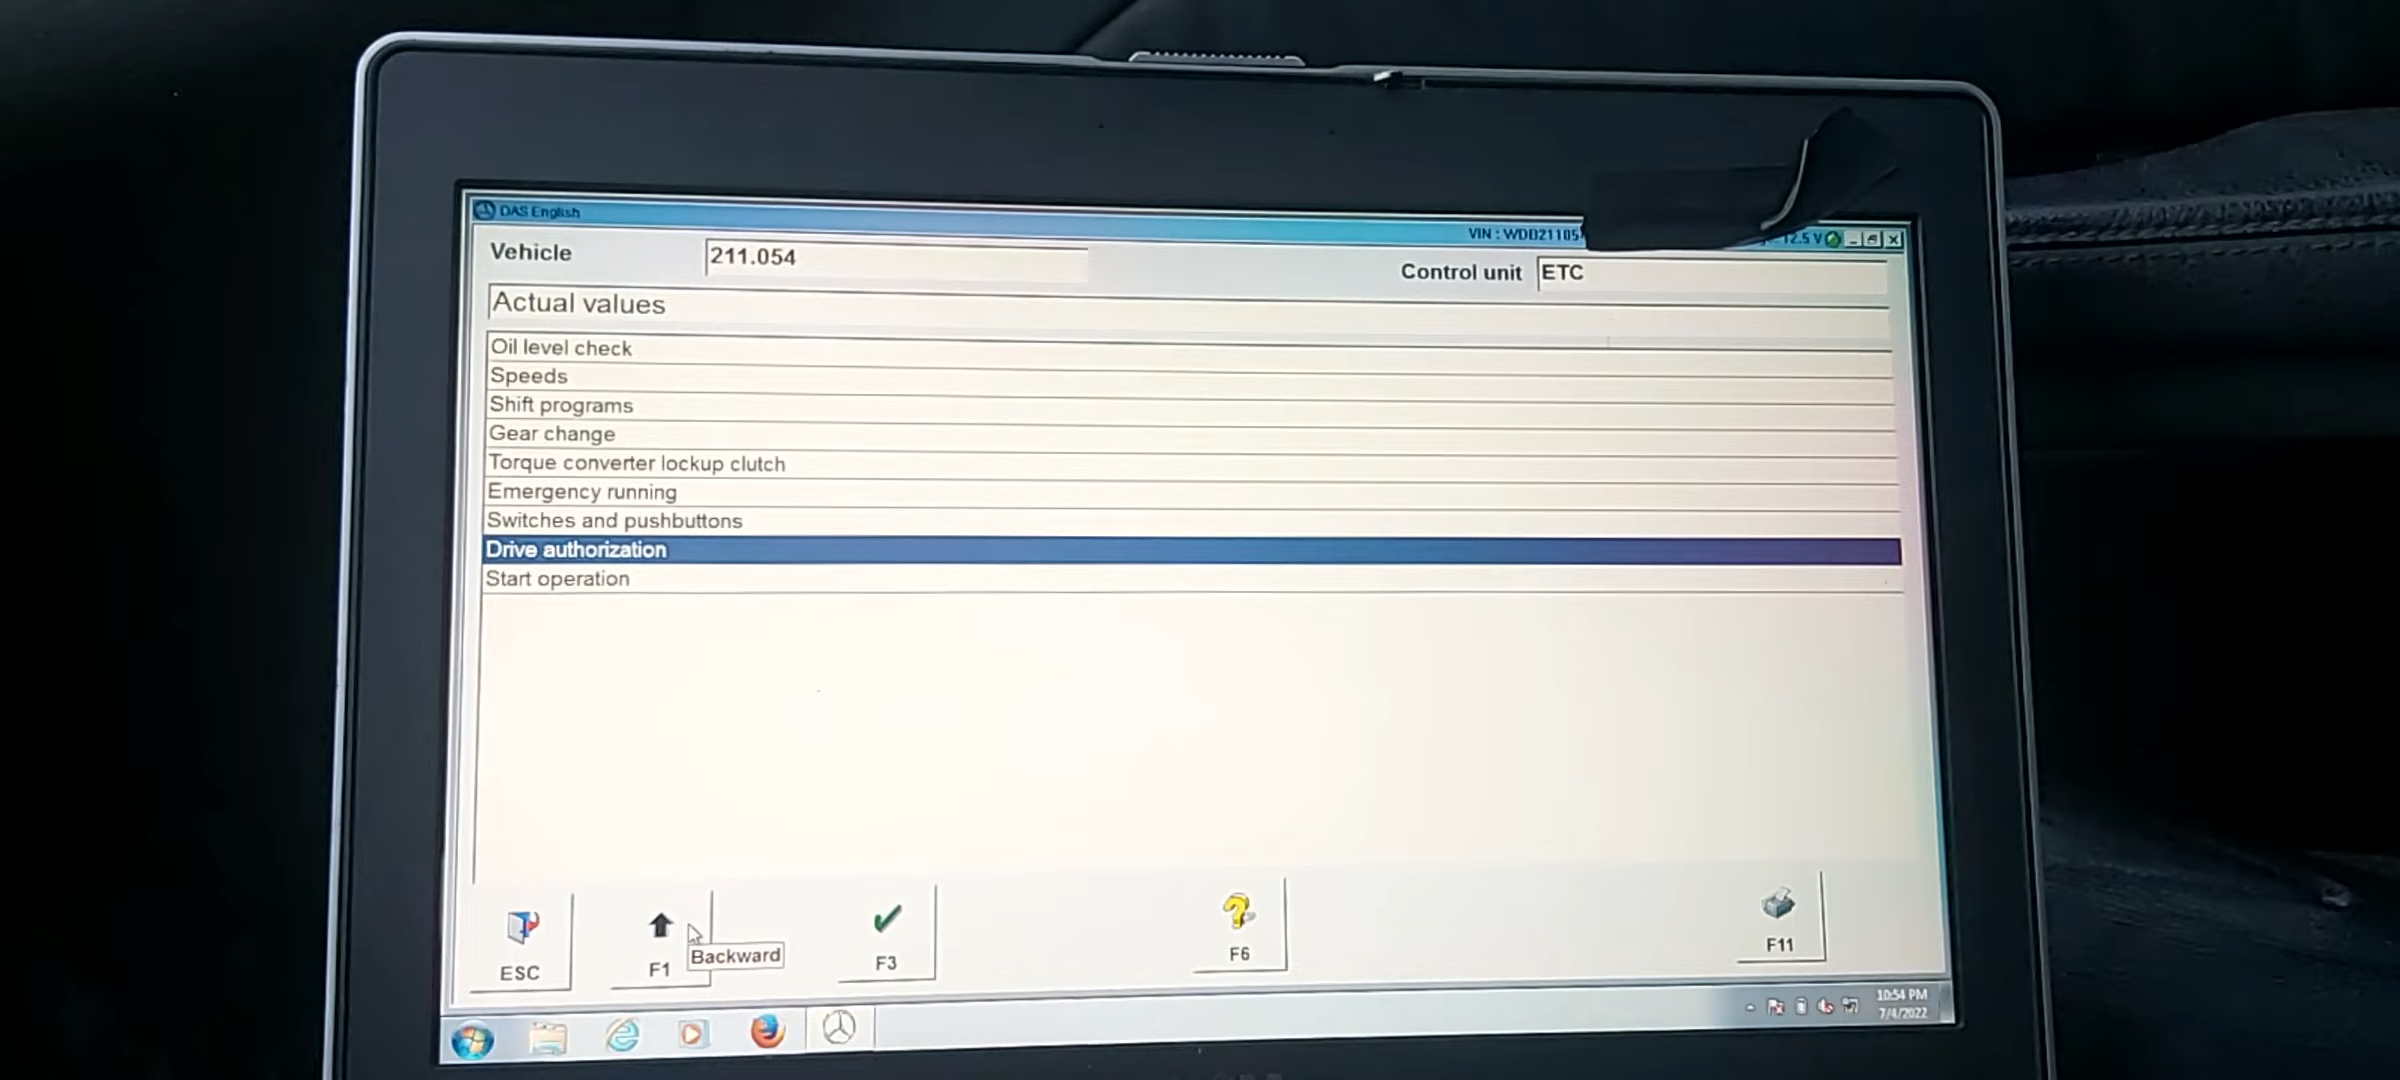 DAS English
VIN : WDB21105
12.5 V
Vehicle 211.054
Control unit ETC
Actual values
Oil level check
Speeds
Shift programs
Gear change
Torque converter lockup clutch
Emergency running
Switches and pushbuttons
Drive authorization
Start operation
Backward
ESC F1 F3 F6 F11
10:54 PM
7/4/2022